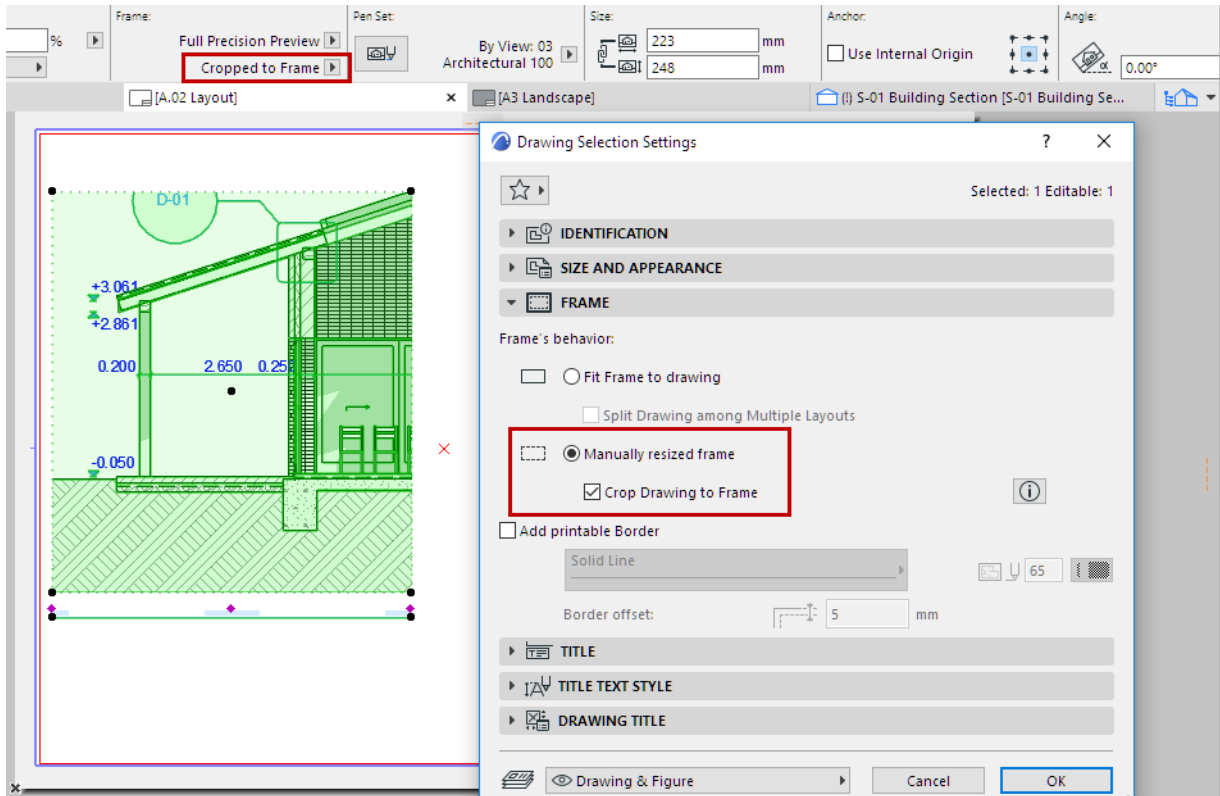 Frame:
Pen Set:
Size:
Anchor:
Angle:
%
Full Precision Preview
Cropped to Frame
By View: 03
Architectural 100
223 mm
248 mm
Use Internal Origin
α
0.00°
[A.02 Layout]
[A3 Landscape]
(!) S-01 Building Section [S-01 Building Se...
Drawing Selection Settings
?
Selected: 1 Editable: 1
IDENTIFICATION
SIZE AND APPEARANCE
FRAME
Frame's behavior:
Fit Frame to drawing
Split Drawing among Multiple Layouts
Manually resized frame
Crop Drawing to Frame
Add printable Border
Solid Line
65
Border offset:
5 mm
TITLE
TITLE TEXT STYLE
DRAWING TITLE
Drawing & Figure
Cancel
OK
D-01
+3.061
+2.861
0.200
2.650
0.25
-0.050